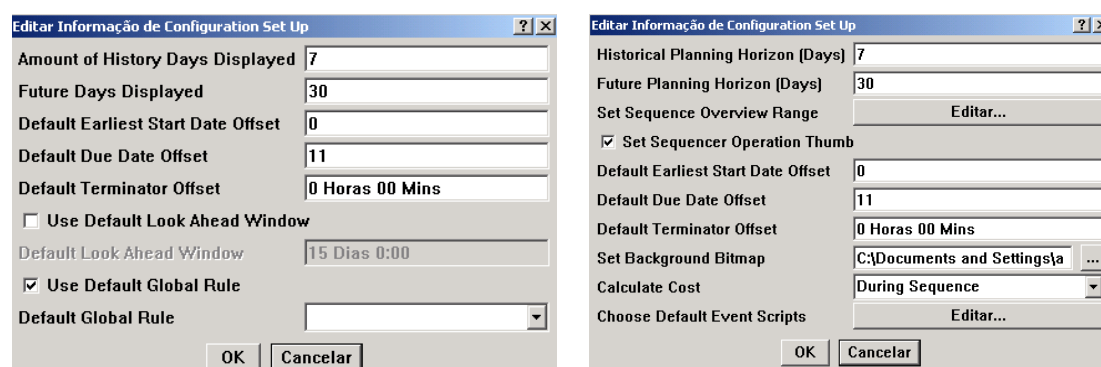 Editar Informação de Configuration Set Up ? X
Amount of History Days Displayed 7
Future Days Displayed 30
Default Earliest Start Date Offset 0
Default Due Date Offset 11
Default Terminator Offset 0 Horas 00 Mins
Use Default Look Ahead Window
Default Look Ahead Window 15 Dias 0:00
Use Default Global Rule
Default Global Rule
OK Cancelar
Editar Informação de Configuration Set Up ?
Historical Planning Horizon (Days) 7
Future Planning Horizon (Days) 30
Set Sequence Overview Range Editar...
Set Sequencer Operation Thumb
Default Earliest Start Date Offset 0
Default Due Date Offset 11
Default Terminator Offset 0 Horas 00 Mins
Set Background Bitmap C:\Documents and Settings\a ...
Calculate Cost During Sequence
Choose Default Event Scripts Editar...
OK Cancelar